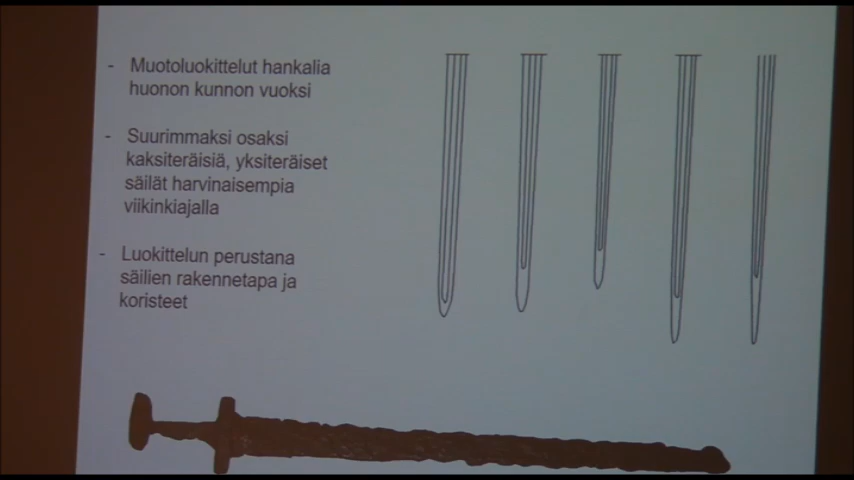 - Muotoluokittelut hankalia
huonon kunnon vuoksi
- Suurimmaksi osaksi
kaksiteräisiä, yksiteräiset
säilät harvinaisempia
viikinkiajalla
- Luokittelun perustana
säilien rakennetapa ja
koristeet